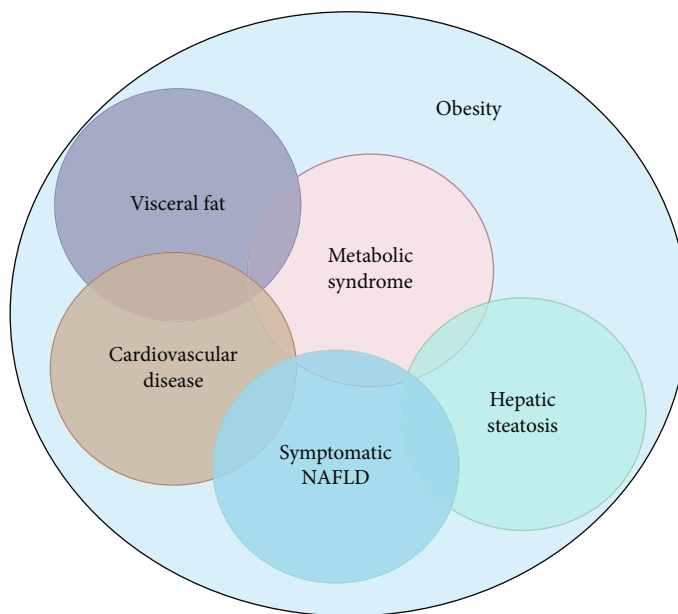 Obesity
Visceral fat
Metabolic
syndrome
Cardiovascular
disease
Hepatic
steatosis
Symptomatic
NAFLD